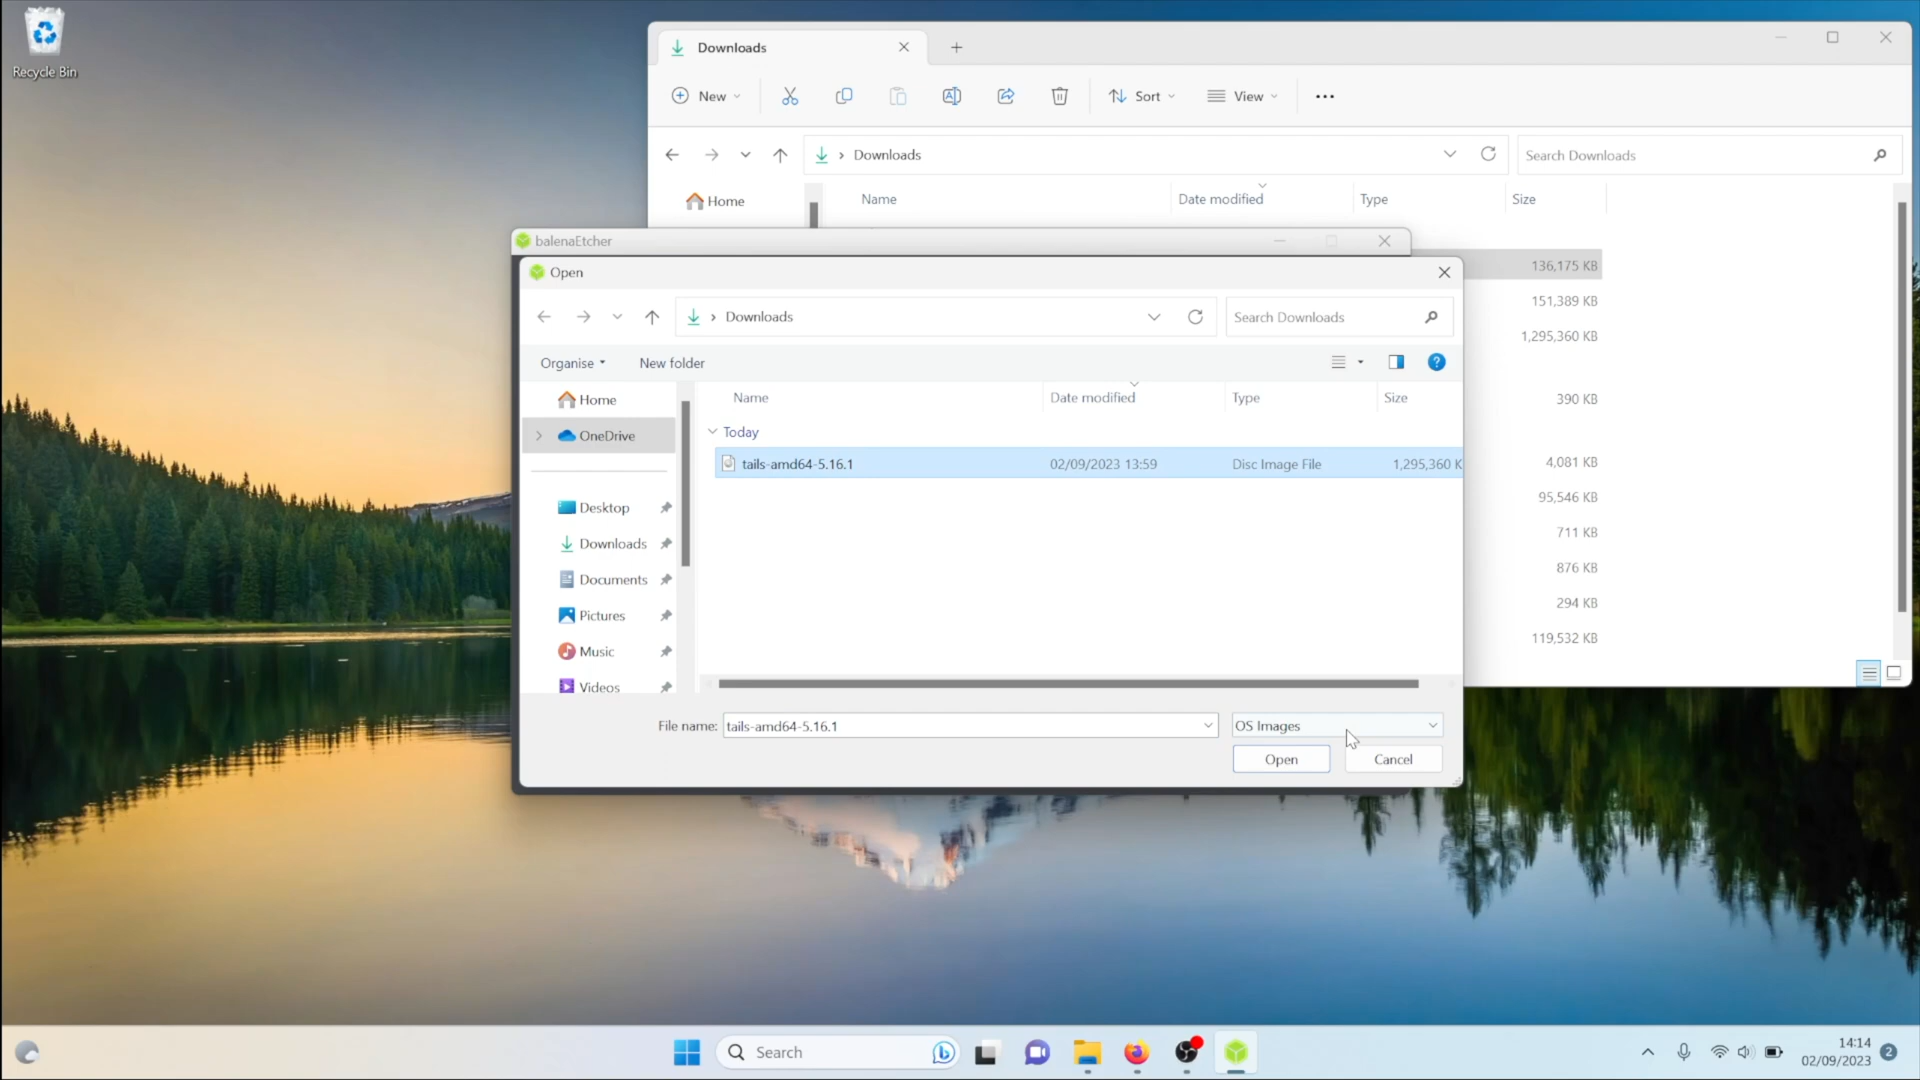 Recycle Bin
Downloads
New
Sort
View
Downloads
Search Downloads
Home
Name
Date modified
Type
Size
balenaEtcher
136,175 KB
151,389 KB
1,295,360 KB
390 KB
4,081 KB
95,546 KB
711 KB
876 KB
294 KB
119,532 KB
Open
Downloads
Search Downloads
Organise
New folder
Home
OneDrive
Desktop
Downloads
Documents
Pictures
Music
Videos
Name
Date modified
Type
Size
Today
tails-amd64-5.16.1
02/09/2023 13:59
Disc Image File
1,295,360 K
File name:
tails-amd64-5.16.1
OS Images
Open
Cancel
Search
14:14
02/09/2023
2